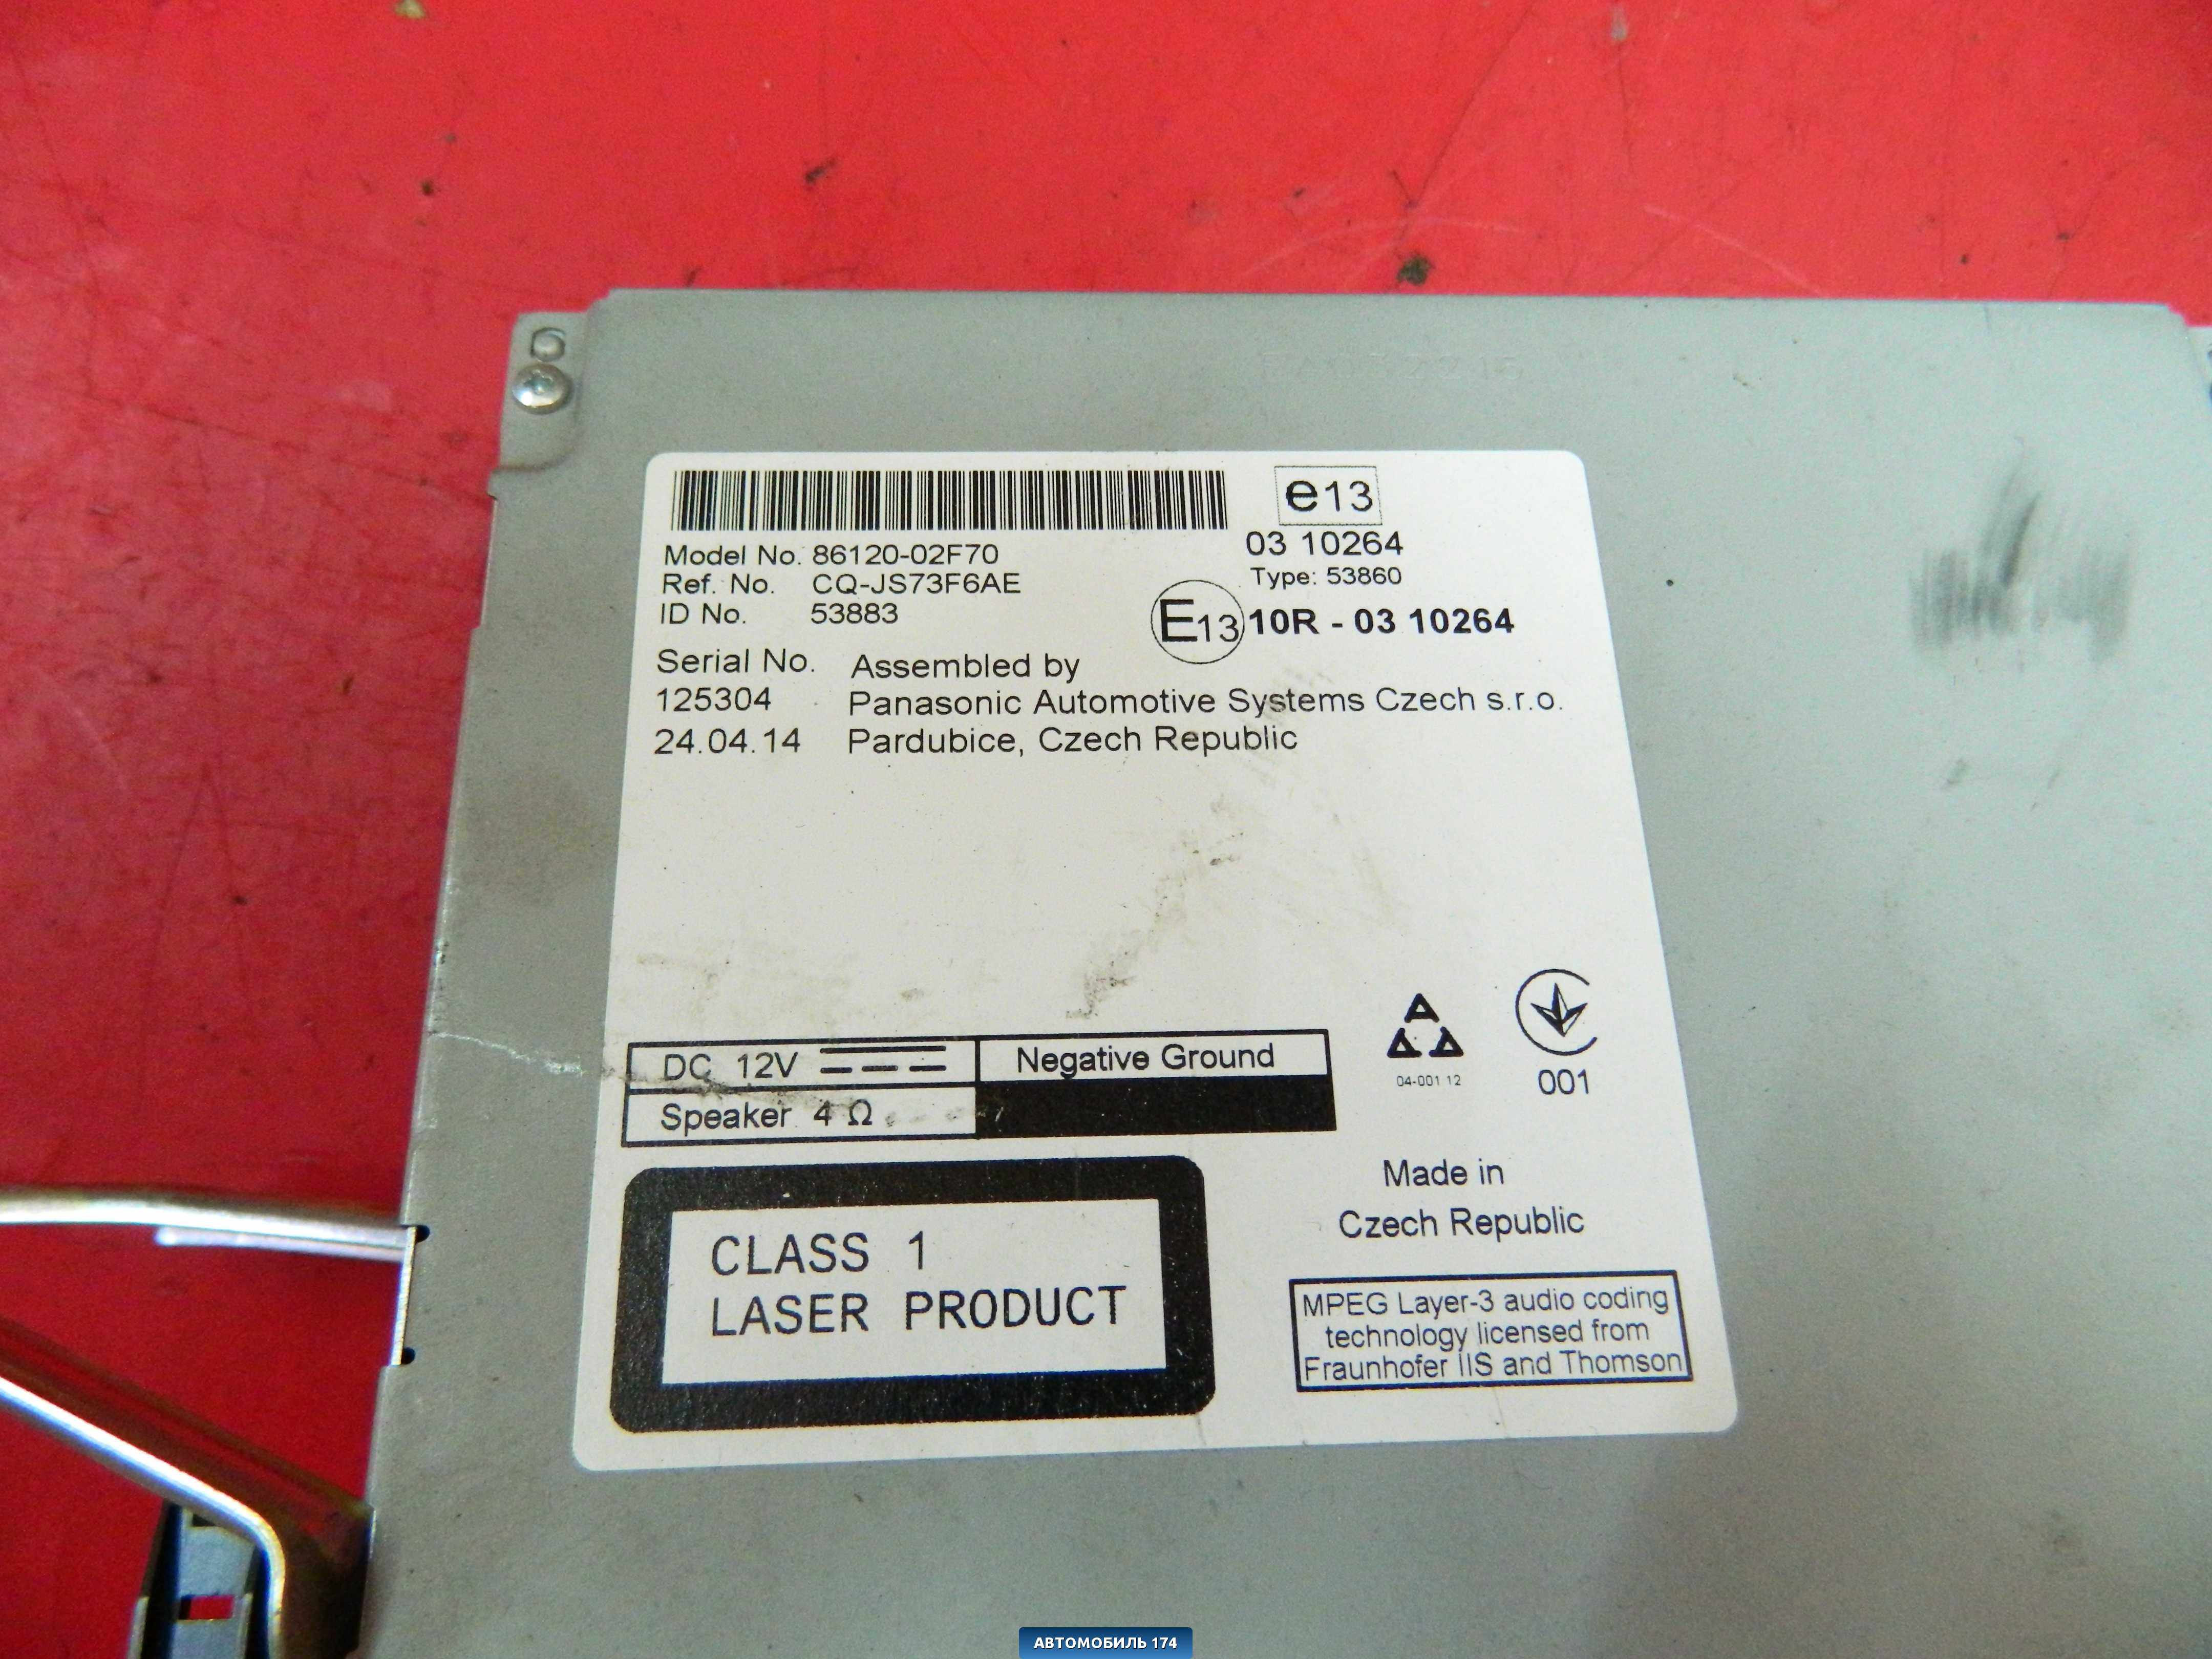 e13
03 10264
Type: 53860
Model No. 86120-02F70
Ref. No. CQ-JS73F6AE
ID No. 53883
E13 10R - 03 10264
Serial No. Assembled by
125304 Panasonic Automotive Systems Czech s.r.o.
24.04.14 Pardubice, Czech Republic
DC 12V Negative Ground
Speaker 4 Ω
04-001 12
001
CLASS 1
LASER PRODUCT
Made in
Czech Republic
MPEG Layer-3 audio coding
technology licensed from
Fraunhofer IIS and Thomson
АВТОМОБИЛЬ 174